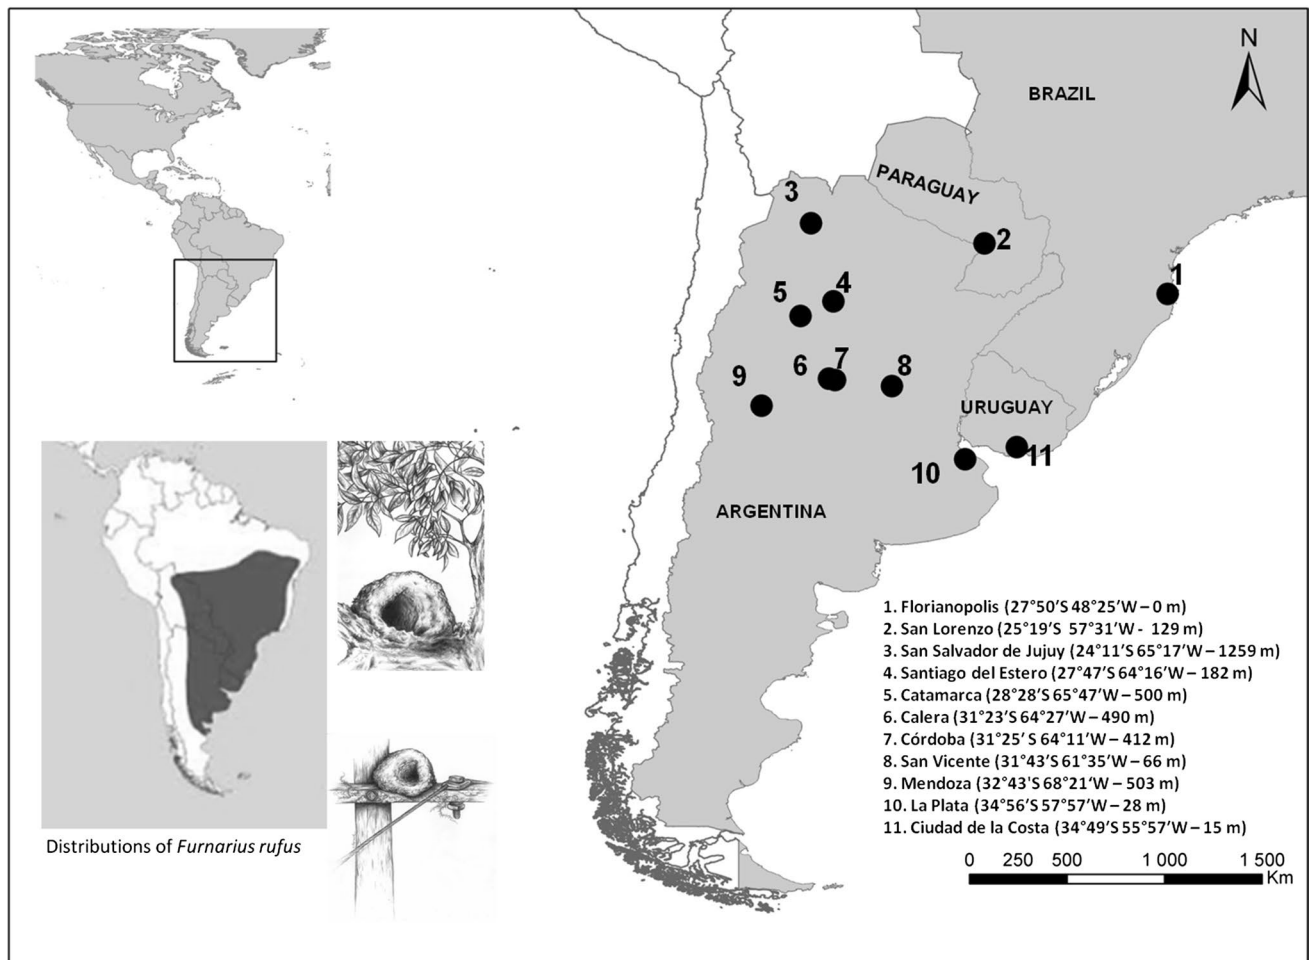 N
BRAZIL
PARAGUAY
3
2
1
4
5
6
7
8
9
URUGUAY
10
11
ARGENTINA
1. Florianopolis (27°50'S 48°25'W – 0 m)
2. San Lorenzo (25°19'S 57°31'W - 129 m)
3. San Salvador de Jujuy (24°11'S 65°17'W – 1259 m)
4. Santiago del Estero (27°47'S 64°16'W – 182 m)
5. Catamarca (28°28'S 65°47'W – 500 m)
6. Calera (31°23'S 64°27'W – 490 m)
7. Córdoba (31°25' S 64°11'W – 412 m)
8. San Vicente (31°43'S 61°35'W – 66 m)
9. Mendoza (32°43'S 68°21'W – 503 m)
10. La Plata (34°56'S 57°57'W – 28 m)
11. Ciudad de la Costa (34°49'S 55°57'W – 15 m)
0 250 500 1 000 1 500
Km
Distributions of Furnarius rufus